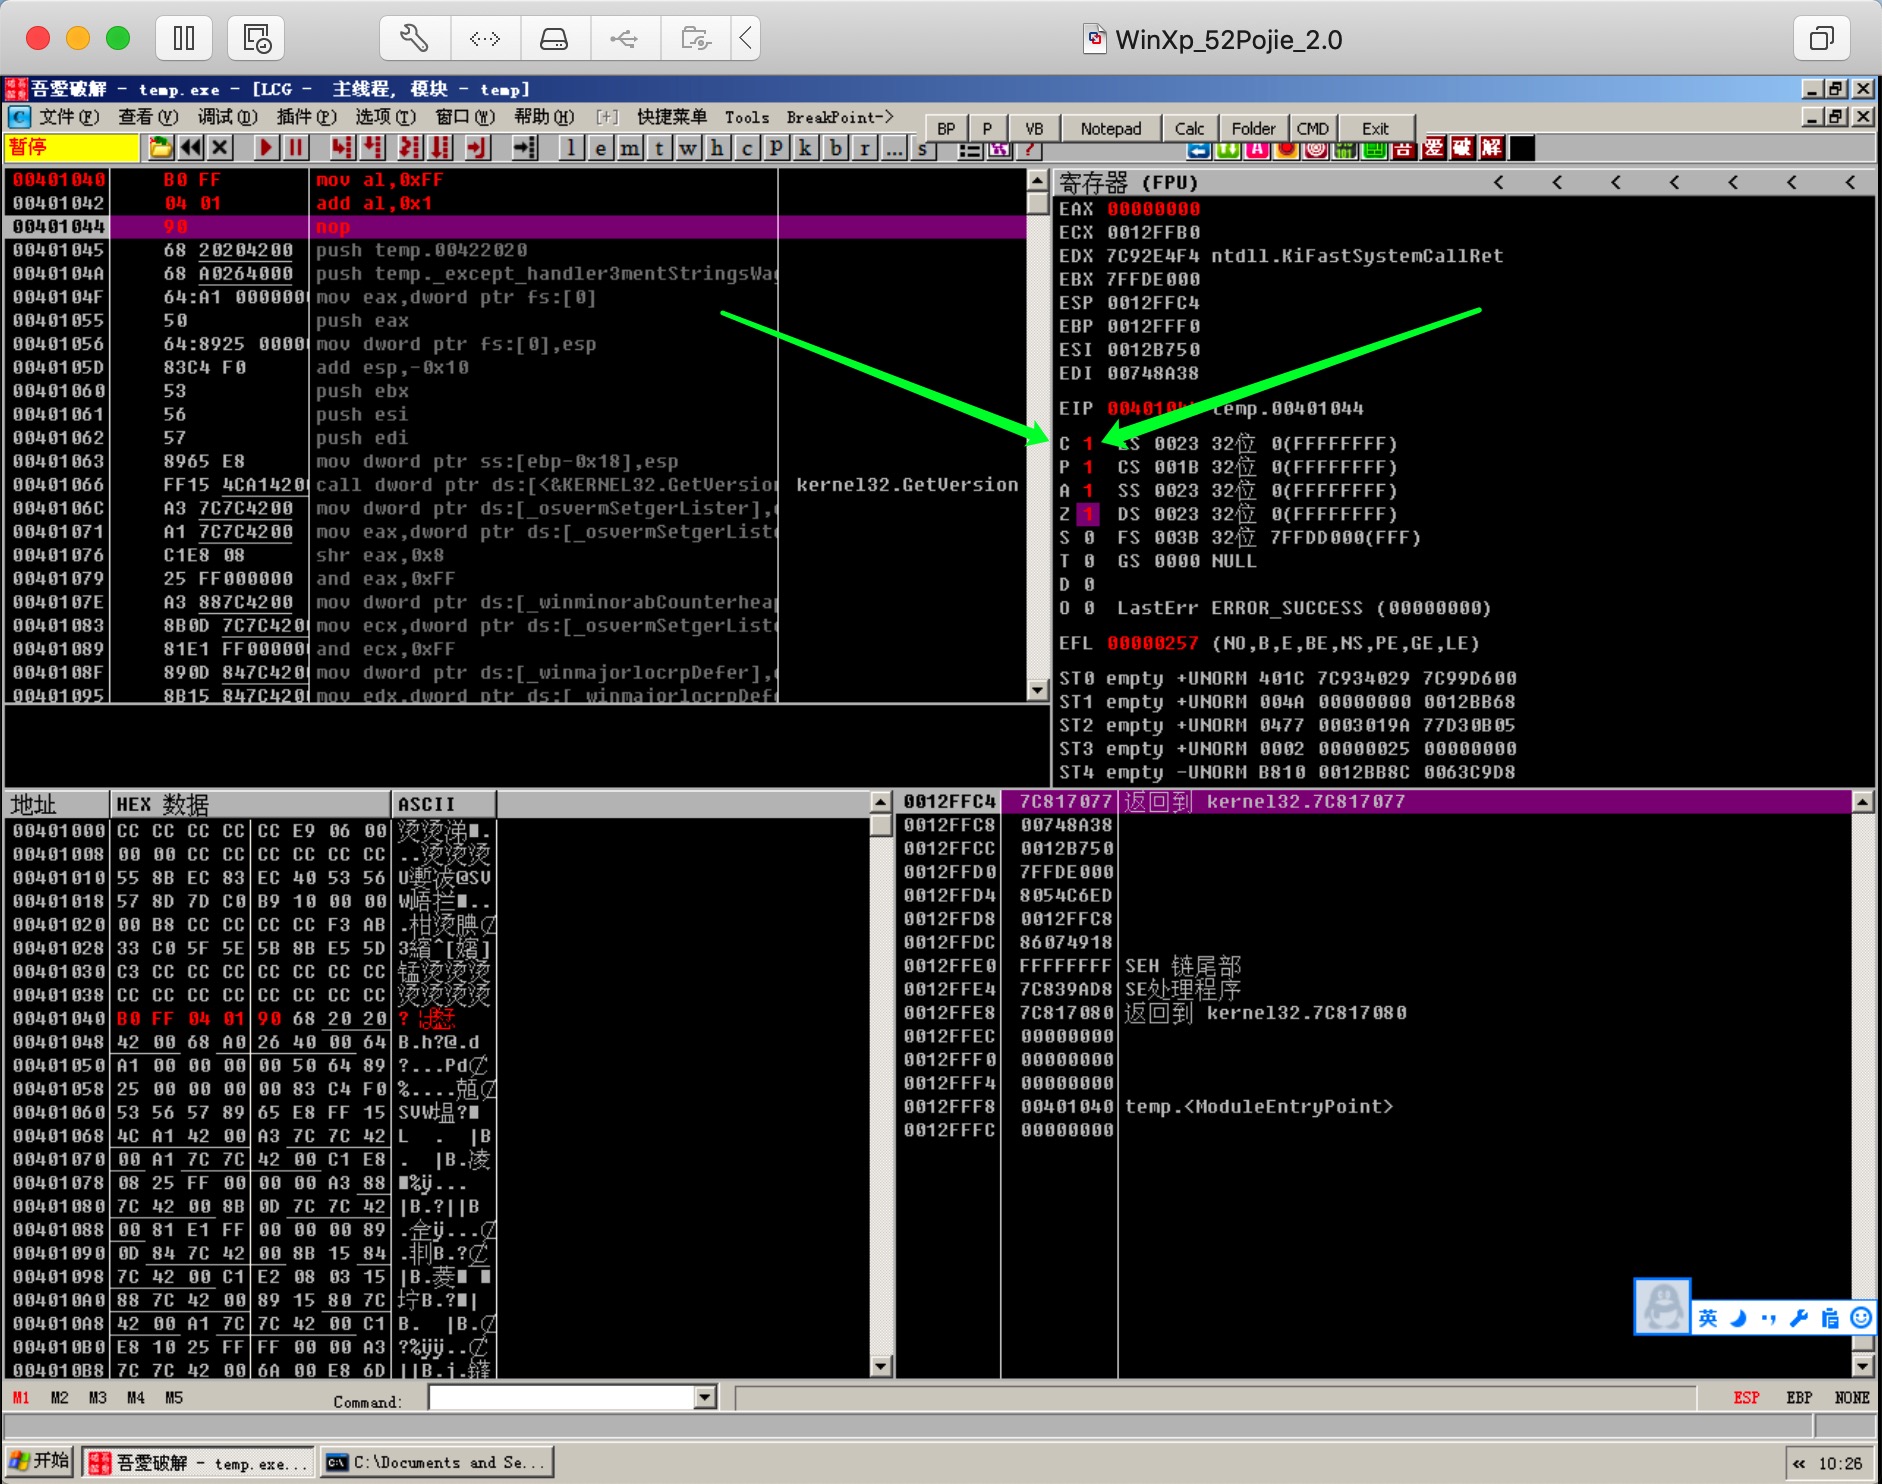 WinXp_52Pojie_2.0
吾愛破解 - temp.exe - [LCG - 主线程, 模块 - temp]
文件(F) 查看(V) 调试(D) 插件(P) 选项(T) 窗口(W) 帮助(H) [+] 快捷菜单 Tools BreakPoint->
BP P VB Notepad Calc Folder CMD Exit
暂停 l e m t w h c P k b r ... s ? 吾 爱 破 解
00401040 B0 FF mov al,0xFF
00401042 04 01 add al,0x1
00401044 90 nop
00401045 68 20204200 push temp.00422020
0040104A 68 A0264000 push temp._except_handler3mentStringsWa
0040104F 64:A1 000000 mov eax,dword ptr fs:[0]
00401055 50 push eax
00401056 64:8925 0000 mov dword ptr fs:[0],esp
0040105D 83C4 F0 add esp,-0x10
00401060 53 push ebx
00401061 56 push esi
00401062 57 push edi
00401063 8965 E8 mov dword ptr ss:[ebp-0x18],esp
00401066 FF15 4CA1420 call dword ptr ds:[<&KERNEL32.GetVersio kernel32.GetVersion
0040106C A3 7C7C4200 mov dword ptr ds:[_osvermSetgerLister],
00401071 A1 7C7C4200 mov eax,dword ptr ds:[_osvermSetgerList
00401076 C1E8 08 shr eax,0x8
00401079 25 FF000000 and eax,0xFF
0040107E A3 887C4200 mov dword ptr ds:[_winminorabCounterhea
00401083 8B0D 7C7C420 mov ecx,dword ptr ds:[_osvermSetgerList
00401089 81E1 FF00000 and ecx,0xFF
0040108F 890D 847C420 mov dword ptr ds:[_winmajorlocrpDefer],
00401095 8B15 847C420 mov edx,dword ptr ds:[_winmajorlocrpDef
寄存器 (FPU) < < < < < < <
EAX 00000000
ECX 0012FFB0
EDX 7C92E4F4 ntdll.KiFastSystemCallRet
EBX 7FFDE000
ESP 0012FFC4
EBP 0012FFF0
ESI 0012B750
EDI 00748A38
EIP 0040104 temp.00401044
C 1 ES 0023 32位 0(FFFFFFFF)
P 1 CS 001B 32位 0(FFFFFFFF)
A 1 SS 0023 32位 0(FFFFFFFF)
Z 1 DS 0023 32位 0(FFFFFFFF)
S 0 FS 003B 32位 7FFDD000(FFF)
T 0 GS 0000 NULL
D 0
O 0 LastErr ERROR_SUCCESS (00000000)
EFL 00000257 (NO,B,E,BE,NS,PE,GE,LE)
ST0 empty +UNORM 401C 7C934029 7C99D600
ST1 empty +UNORM 004A 00000000 0012BB68
ST2 empty +UNORM 0477 0003019A 77D30B05
ST3 empty +UNORM 0002 00000025 00000000
ST4 empty -UNORM B810 0012BB8C 0063C9D8
地址 HEX 数据 ASCII
00401000 CC CC CC CC CC E9 06 00 烫烫涕.
00401008 00 00 CC CC CC CC CC CC ..烫烫烫
00401010 55 8B EC 83 EC 40 53 56 @SV
00401018 57 8D 7D C0 B9 10 00 00 ..
00401020 00 B8 CC CC CC CC F3 AB .柑烫腆
00401028 33 C0 5F 5E 5B 8B E5 5D 3繾^[嬪]
00401030 C3 CC CC CC CC CC CC CC 锰烫烫烫
00401038 CC CC CC CC CC CC CC CC 烫烫烫烫
00401040 B0 FF 04 01 90 68 20 20 ?
00401048 42 00 68 A0 26 40 00 64 B.h?@.d
00401050 A1 00 00 00 00 50 64 89 ?...Pd
00401058 25 00 00 00 00 83 C4 F0 %....
00401060 53 56 57 89 65 E8 FF 15 SVW塭?
00401068 4C A1 42 00 A3 7C 7C 42 L . |B
00401070 00 A1 7C 7C 42 00 C1 E8 . |B.凌
00401078 08 25 FF 00 00 00 A3 88 %ÿ...
00401080 7C 42 00 8B 0D 7C 7C 42 |B.?||B
00401088 00 81 E1 FF 00 00 00 89 .ÿ...
00401090 0D 84 7C 42 00 8B 15 84 .B.?
00401098 7C 42 00 C1 E2 08 03 15 |B.菱
004010A0 88 7C 42 00 89 15 80 7C B.?|
004010A8 42 00 A1 7C 7C 42 00 C1 B. |B.
004010B0 E8 10 25 FF FF 00 00 A3 ?%ÿÿ..
004010B8 7C 7C 42 00 6A 00 E8 6D ||B.j.
0012FFC4 7C817077 返回到 kernel32.7C817077
0012FFC8 00748A38
0012FFCC 0012B750
0012FFD0 7FFDE000
0012FFD4 8054C6ED
0012FFD8 0012FFC8
0012FFDC 86074918
0012FFE0 FFFFFFFF SEH 链尾部
0012FFE4 7C839AD8 SE处理程序
0012FFE8 7C817080 返回到 kernel32.7C817080
0012FFEC 00000000
0012FFF0 00000000
0012FFF4 00000000
0012FFF8 00401040 temp.<ModuleEntryPoint>
0012FFFC 00000000
英
M1 M2 M3 M4 M5 Command: ESP EBP NONE
开始 吾愛破解 - temp.exe... C:\Documents and Se... « 10:26